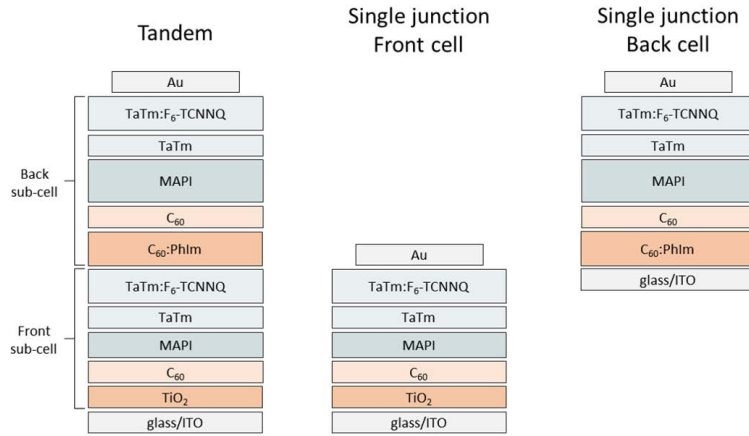 Tandem
Au
TaTm:F₆-TCNNQ
TaTm
MAPI
C₆₀
C₆₀:PhIm
TaTm:F₆-TCNNQ
TaTm
MAPI
C₆₀
TiO₂
glass/ITO
Back
sub-cell
Front
sub-cell
Single junction
Front cell
Au
TaTm:F₆-TCNNQ
TaTm
MAPI
C₆₀
TiO₂
glass/ITO
Single junction
Back cell
Au
TaTm:F₆-TCNNQ
TaTm
MAPI
C₆₀
C₆₀:PhIm
glass/ITO